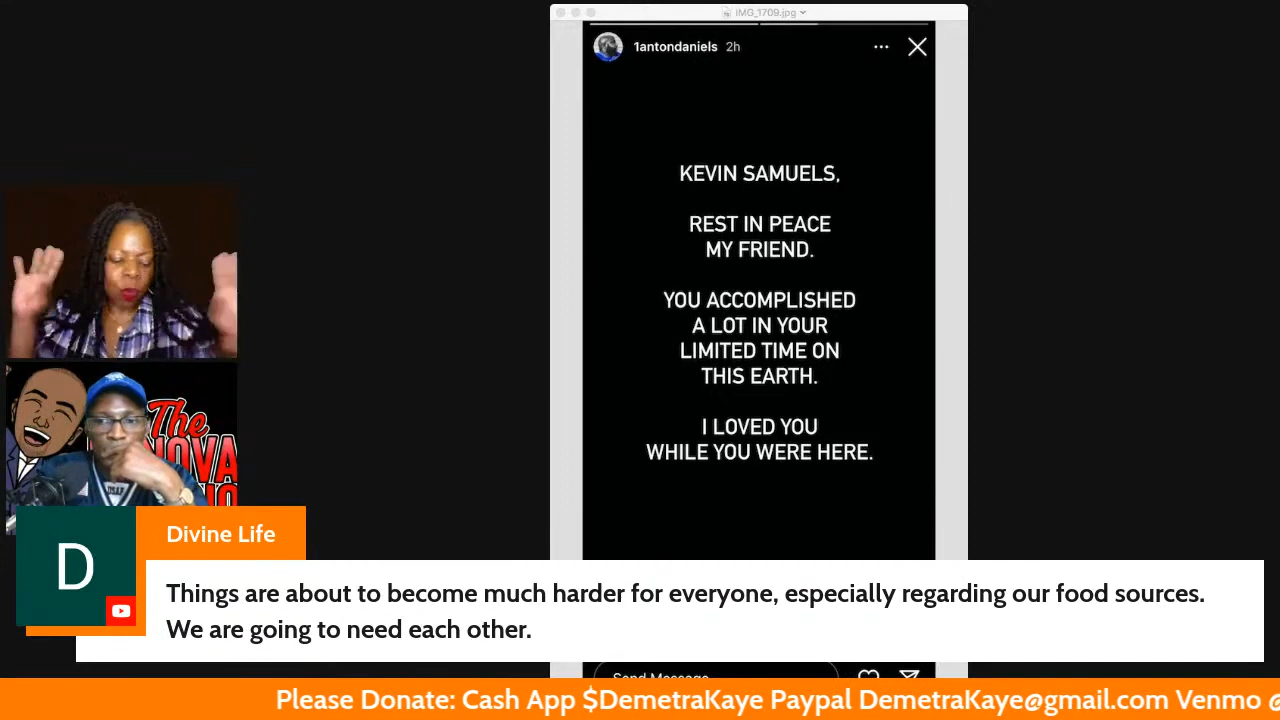 IMG_1709.jpg
1antondaniels 2h
KEVIN SAMUELS,
REST IN PEACE
MY FRIEND.
YOU ACCOMPLISHED
A LOT IN YOUR
LIMITED TIME ON
THIS EARTH.
I LOVED YOU
WHILE YOU WERE HERE.
Send Message
The
D
Divine Life
Things are about to become much harder for everyone, especially regarding our food sources.
We are going to need each other.
Please Donate: Cash App $DemetraKaye Paypal DemetraKaye@gmail.com Venmo @